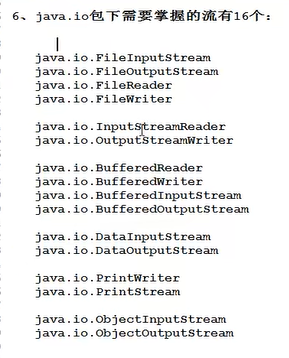 6、java.io包下需要掌握的流有16个：
java.io.FileInputStream
java.io.FileOutputStream
java.io.FileReader
java.io.FileWriter
java.io.InputStreamReader
java.io.OutputStreamWriter
java.io.BufferedReader
java.io.BufferedWriter
java.io.BufferedInputStream
java.io.BufferedOutputStream
java.io.DataInputStream
java.io.DataOutputStream
java.io.PrintWriter
java.io.PrintStream
java.io.ObjectInputStream
java.io.ObjectOutputStream